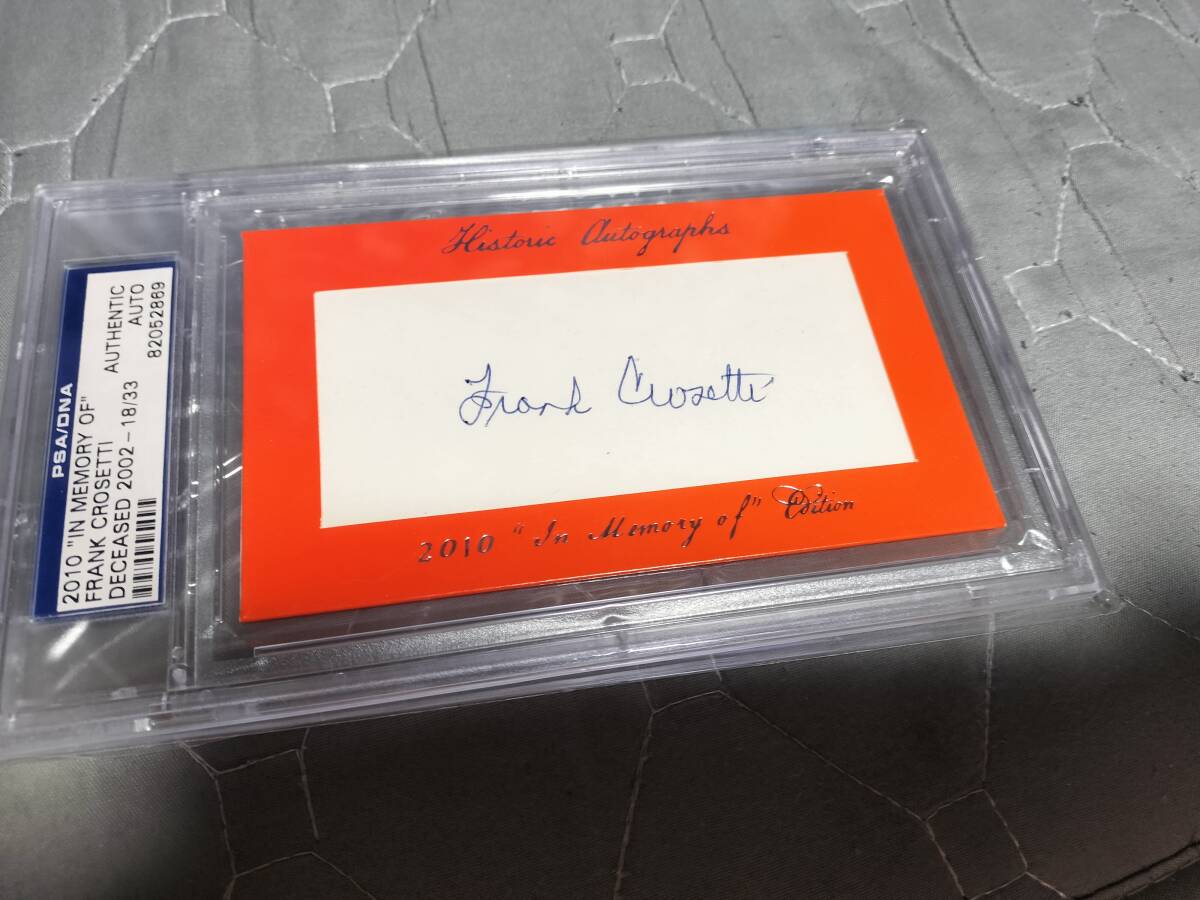 PSA/DNA
2010 "IN MEMORY OF"
FRANK CROSETTI AUTHENTIC
DECEASED 2002-18/33 AUTO
82052869
Historic Autographs
Frank Crosetti
2010 "In Memory of" Edition